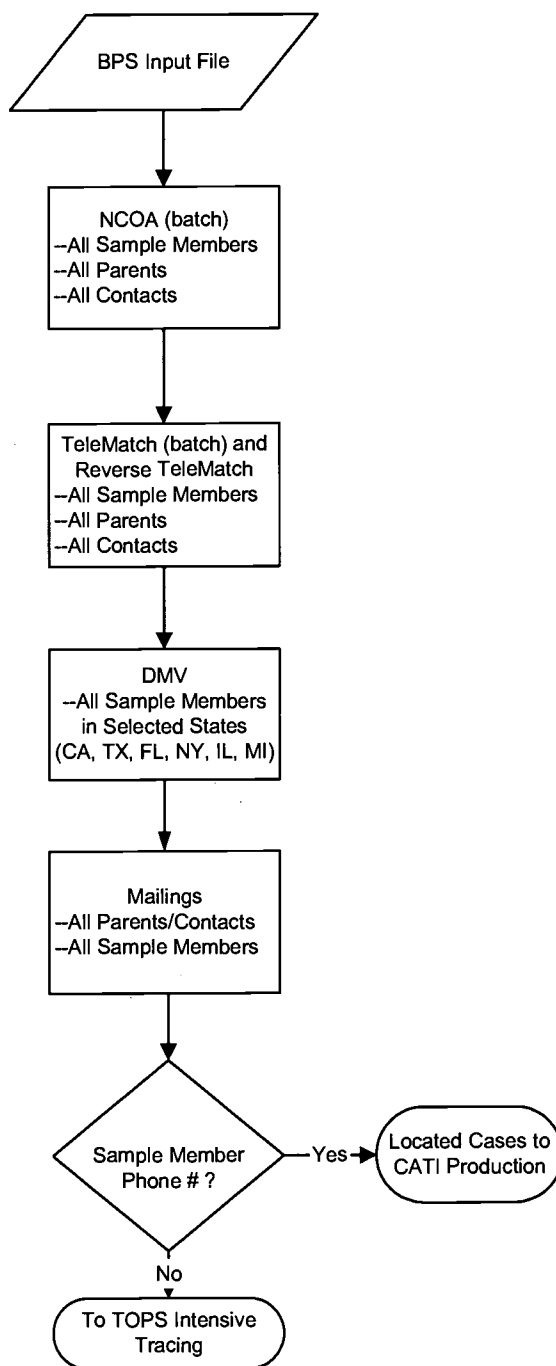 BPS Input File
NCOA (batch)
--All Sample Members
--All Parents
--All Contacts
TeleMatch (batch) and
Reverse TeleMatch
--All Sample Members
--All Parents
--All Contacts
DMV
--All Sample Members
in Selected States
(CA, TX, FL, NY, IL, MI)
Mailings
--All Parents/Contacts
--All Sample Members
Sample Member
Phone # ?
Yes
Located Cases to
CATI Production
No
To TOPS Intensive
Tracing